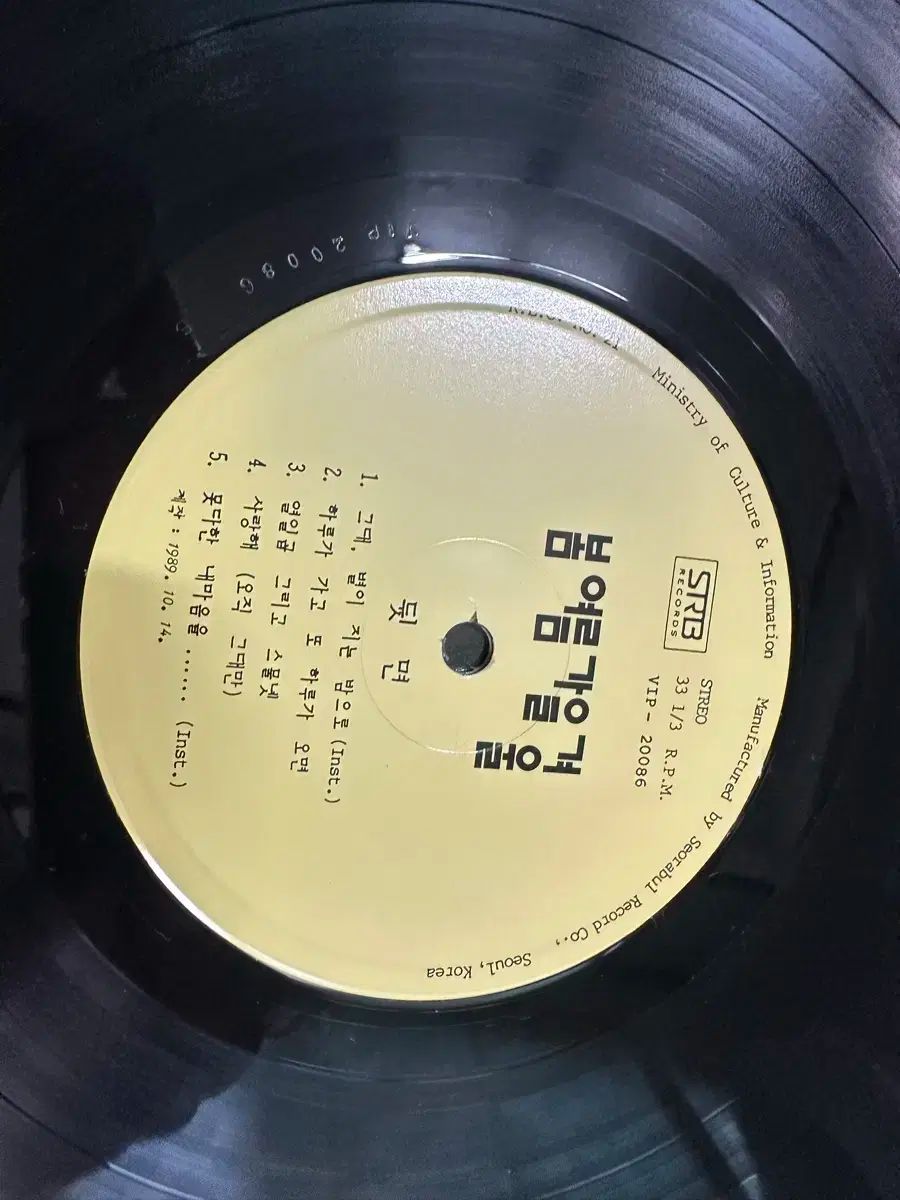 Ministry of Culture & Information
Manufactured by Seorabul Record Co., Seoul, Korea
No. 21
SRB
RECORDS
STREO
33 1/3 R.P.M.
VIP - 20086
봄여름가을겨울
뒷 면
1. 그대, 별이 지는 밤으로 (Inst.)
2. 하루가 가고 또 하루가 오면
3. 열일곱 그리고 스물넷
4. 사랑해 (오직 그대만)
5. 못다한 내마음을 ...... (Inst.)
제작 : 1989. 10. 14.
VIP 20086